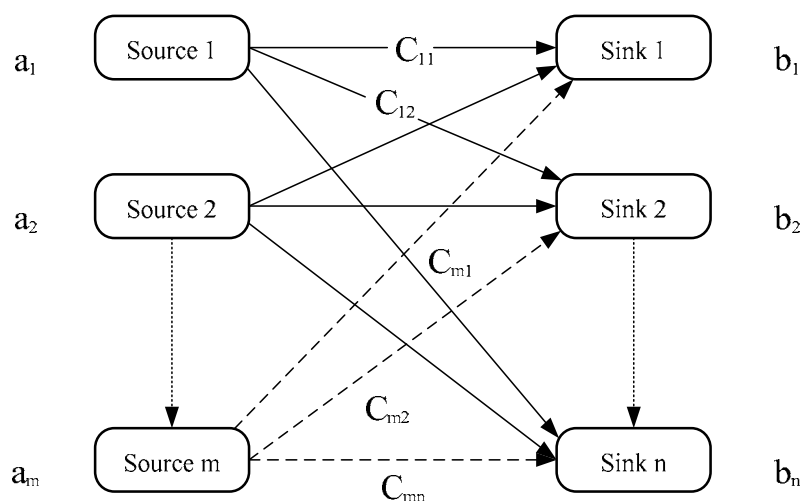 a₁ Source 1 C₁₁ Sink 1 b₁
C₁₂
a₂ Source 2 Sink 2 b₂
Cₘ₁
Cₘ₂
aₘ Source m Sink n bₙ
Cₘₙ